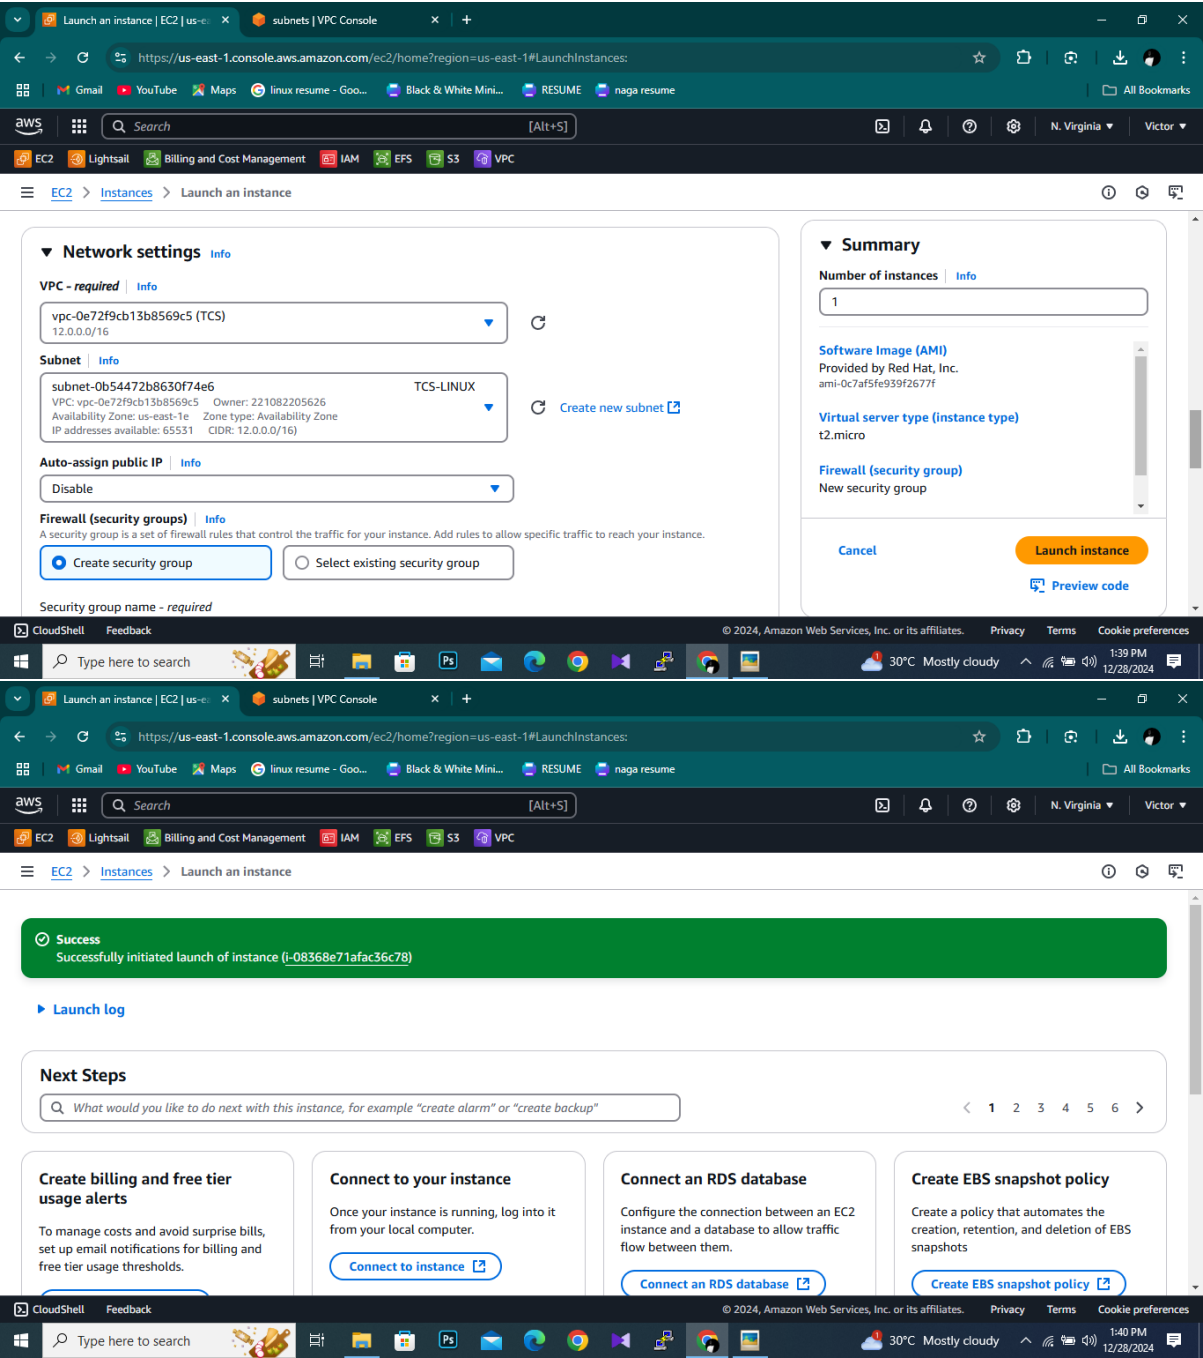 Launch an instance | EC2 | us-ea
subnets | VPC Console
https://us-east-1.console.aws.amazon.com/ec2/home?region=us-east-1#LaunchInstances:
Gmail YouTube Maps linux resume - Goo... Black & White Mini... RESUME naga resume All Bookmarks
aws Search [Alt+S] N. Virginia Victor
EC2 Lightsail Billing and Cost Management IAM EFS S3 VPC
EC2 > Instances > Launch an instance
Network settings Info
VPC - required Info
vpc-0e72f9cb13b8569c5 (TCS)
12.0.0.0/16
Subnet Info
subnet-0b54472b8630f74e6 TCS-LINUX
VPC: vpc-0e72f9cb13b8569c5 Owner: 221082205626
Availability Zone: us-east-1e Zone type: Availability Zone
IP addresses available: 65531 CIDR: 12.0.0.0/16)
Create new subnet
Auto-assign public IP Info
Disable
Firewall (security groups) Info
A security group is a set of firewall rules that control the traffic for your instance. Add rules to allow specific traffic to reach your instance.
Create security group
Select existing security group
Security group name - required
Summary
Number of instances Info
1
Software Image (AMI)
Provided by Red Hat, Inc.
ami-0c7af5fe939f2677f
Virtual server type (instance type)
t2.micro
Firewall (security group)
New security group
Cancel
Launch instance
Preview code
CloudShell Feedback © 2024, Amazon Web Services, Inc. or its affiliates. Privacy Terms Cookie preferences
Type here to search Ps 1 30°C Mostly cloudy 1:39 PM
12/28/2024
Launch an instance | EC2 | us-ea
subnets | VPC Console
https://us-east-1.console.aws.amazon.com/ec2/home?region=us-east-1#LaunchInstances:
Gmail YouTube Maps linux resume - Goo... Black & White Mini... RESUME naga resume All Bookmarks
aws Search [Alt+S] N. Virginia Victor
EC2 Lightsail Billing and Cost Management IAM EFS S3 VPC
EC2 > Instances > Launch an instance
Success
Successfully initiated launch of instance (i-08368e71afac36c78)
Launch log
Next Steps
What would you like to do next with this instance, for example "create alarm" or "create backup"
< 1 2 3 4 5 6 >
Create billing and free tier
usage alerts
To manage costs and avoid surprise bills,
set up email notifications for billing and
free tier usage thresholds.
Connect to your instance
Once your instance is running, log into it
from your local computer.
Connect to instance
Connect an RDS database
Configure the connection between an EC2
instance and a database to allow traffic
flow between them.
Connect an RDS database
Create EBS snapshot policy
Create a policy that automates the
creation, retention, and deletion of EBS
snapshots
Create EBS snapshot policy
CloudShell Feedback © 2024, Amazon Web Services, Inc. or its affiliates. Privacy Terms Cookie preferences
Type here to search Ps 1 30°C Mostly cloudy 1:40 PM
12/28/2024